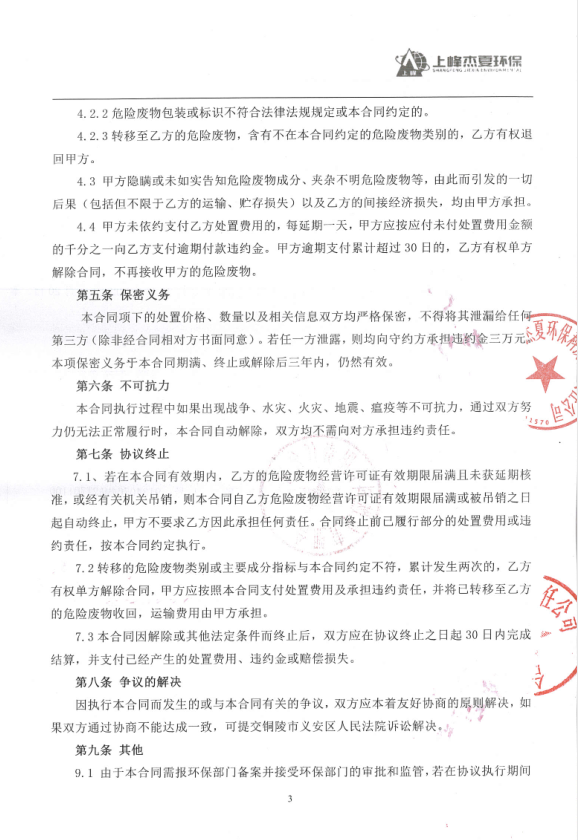 上峰杰夏环保
SHANGFENG JIEXIA ENVIRONMENTAL
上峰
4.2.2 危险废物包装或标识不符合法律法规规定或本合同约定的。
4.2.3 转移至乙方的危险废物，含有不在本合同约定的危险废物类别的，乙方有权退
回甲方。
4.3 甲方隐瞒或未如实告知危险废物成分、夹杂不明危险废物等，由此而引发的一切
后果（包括但不限于乙方的运输、贮存损失）以及乙方的间接经济损失，均由甲方承担。
4.4 甲方未依约支付乙方处置费用的，每延期一天，甲方应按应付未付处置费用金额
的千分之一向乙方支付逾期付款违约金。甲方逾期支付累计超过 30 日的，乙方有权单方
解除合同，不再接收甲方的危险废物。
第五条 保密义务
本合同项下的处置价格、数量以及相关信息双方均严格保密，不得将其泄漏给任何
第三方（除非经合同相对方书面同意）。若任一方泄露，则均向守约方承担违约金三万元。
本项保密义务于本合同期满、终止或解除后三年内，仍然有效。
第六条 不可抗力
本合同执行过程中如果出现战争、水灾、火灾、地震、瘟疫等不可抗力，通过双方努
力仍无法正常履行时，本合同自动解除，双方均不需向对方承担违约责任。
第七条 协议终止
7.1、若在本合同有效期内，乙方的危险废物经营许可证有效期限届满且未获延期核
准，或经有关机关吊销，则本合同自乙方危险废物经营许可证有效期限届满或被吊销之日
起自动终止，甲方不要求乙方因此承担任何责任。合同终止前已履行部分的处置费用或违
约责任，按本合同约定执行。
7.2 转移的危险废物类别或主要成分指标与本合同约定不符，累计发生两次的，乙方
有权单方解除合同，甲方应按照本合同支付处置费用及承担违约责任，并将已转移至乙方
的危险废物收回，运输费用由甲方承担。
7.3 本合同因解除或其他法定条件而终止后，双方应在协议终止之日起 30 日内完成
结算，并支付已经产生的处置费用、违约金或赔偿损失。
第八条 争议的解决
因执行本合同而发生的或与本合同有关的争议，双方应本着友好协商的原则解决，如
果双方通过协商不能达成一致，可提交铜陵市义安区人民法院诉讼解决。
第九条 其他
9.1 由于本合同需报环保部门备案并接受环保部门的审批和监管，若在协议执行期间
3
杰夏环保
公司
1576
任公司